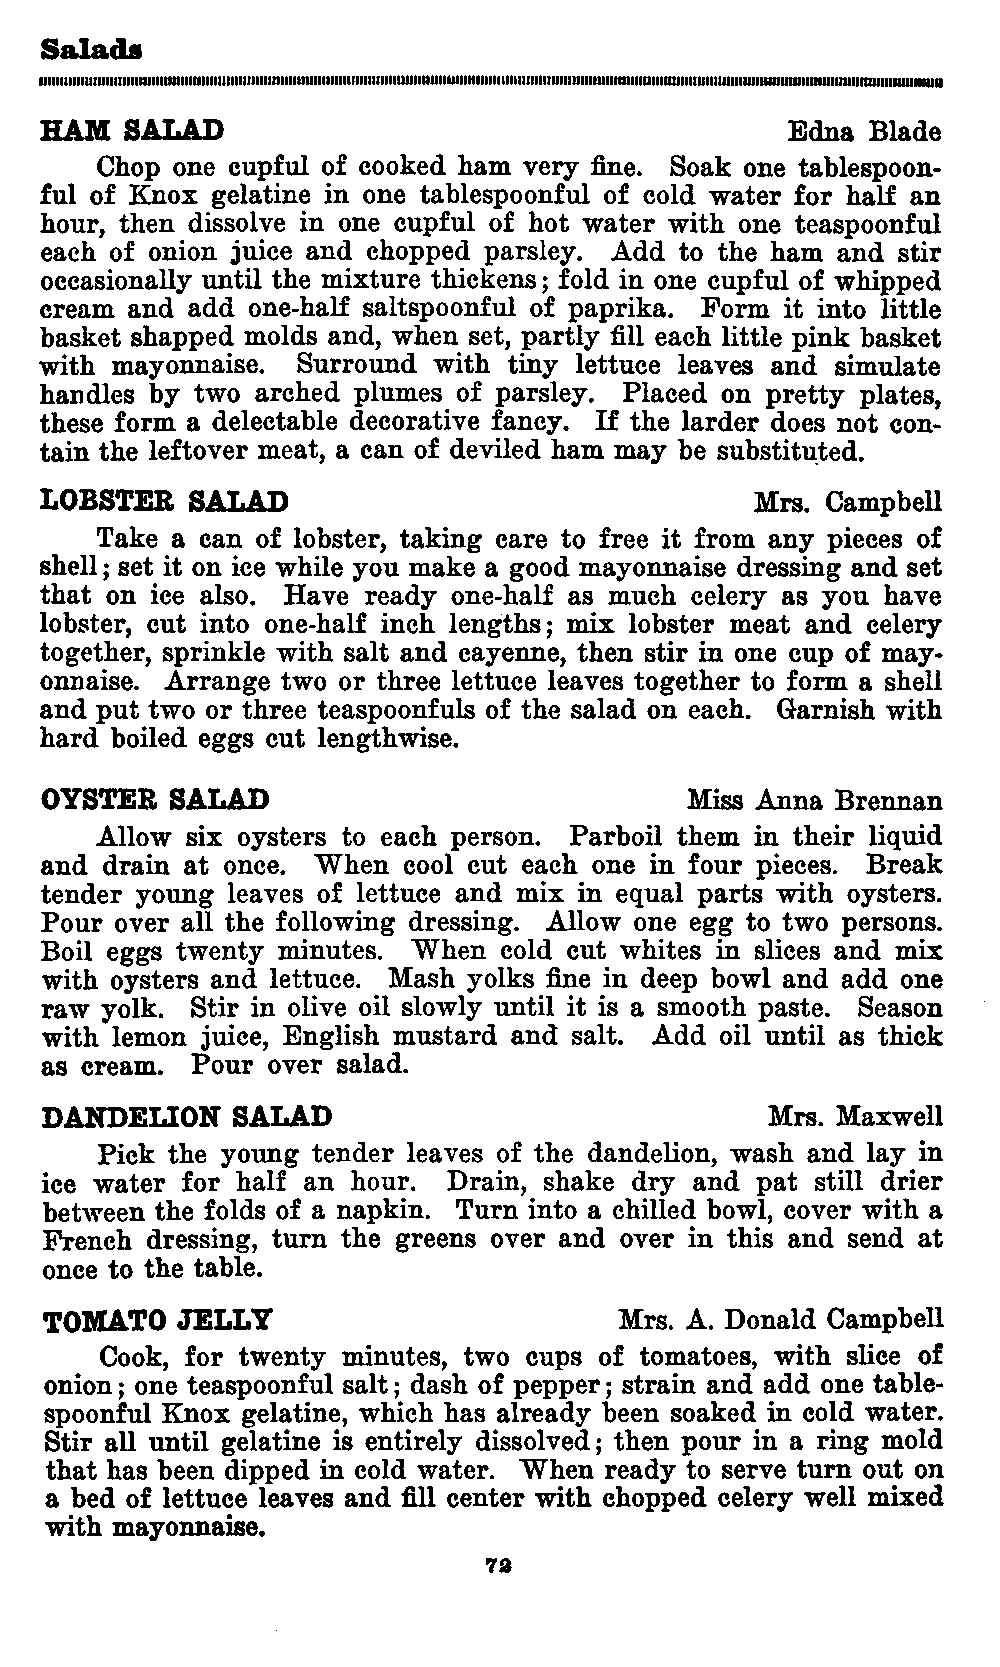 Salads
HAM SALAD Edna Blade
Chop one cupful of cooked ham very fine. Soak one tablespoon-
ful of Knox gelatine in one tablespoonful of cold water for half an
hour, then dissolve in one cupful of hot water with one teaspoonful
each of onion juice and chopped parsley. Add to the ham and stir
occasionally until the mixture thickens; fold in one cupful of whipped
cream and add one-half saltspoonful of paprika. Form it into little
basket shapped molds and, when set, partly fill each little pink basket
with mayonnaise. Surround with tiny lettuce leaves and simulate
handles by two arched plumes of parsley. Placed on pretty plates,
these form a delectable decorative fancy. If the larder does not con-
tain the leftover meat, a can of deviled ham may be substituted.
LOBSTER SALAD Mrs. Campbell
Take a can of lobster, taking care to free it from any pieces of
shell; set it on ice while you make a good mayonnaise dressing and set
that on ice also. Have ready one-half as much celery as you have
lobster, cut into one-half inch lengths; mix lobster meat and celery
together, sprinkle with salt and cayenne, then stir in one cup of may-
onnaise. Arrange two or three lettuce leaves together to form a shell
and put two or three teaspoonfuls of the salad on each. Garnish with
hard boiled eggs cut lengthwise.
OYSTER SALAD Miss Anna Brennan
Allow six oysters to each person. Parboil them in their liquid
and drain at once. When cool cut each one in four pieces. Break
tender young leaves of lettuce and mix in equal parts with oysters.
Pour over all the following dressing. Allow one egg to two persons.
Boil eggs twenty minutes. When cold cut whites in slices and mix
with oysters and lettuce. Mash yolks fine in deep bowl and add one
raw yolk. Stir in olive oil slowly until it is a smooth paste. Season
with lemon juice, English mustard and salt. Add oil until as thick
as cream. Pour over salad.
DANDELION SALAD Mrs. Maxwell
Pick the young tender leaves of the dandelion, wash and lay in
ice water for half an hour. Drain, shake dry and pat still drier
between the folds of a napkin. Turn into a chilled bowl, cover with a
French dressing, turn the greens over and over in this and send at
once to the table.
TOMATO JELLY Mrs. A. Donald Campbell
Cook, for twenty minutes, two cups of tomatoes, with slice of
onion; one teaspoonful salt; dash of pepper; strain and add one table-
spoonful Knox gelatine, which has already been soaked in cold water.
Stir all until gelatine is entirely dissolved; then pour in a ring mold
that has been dipped in cold water. When ready to serve turn out on
a bed of lettuce leaves and fill center with chopped celery well mixed
with mayonnaise.
72